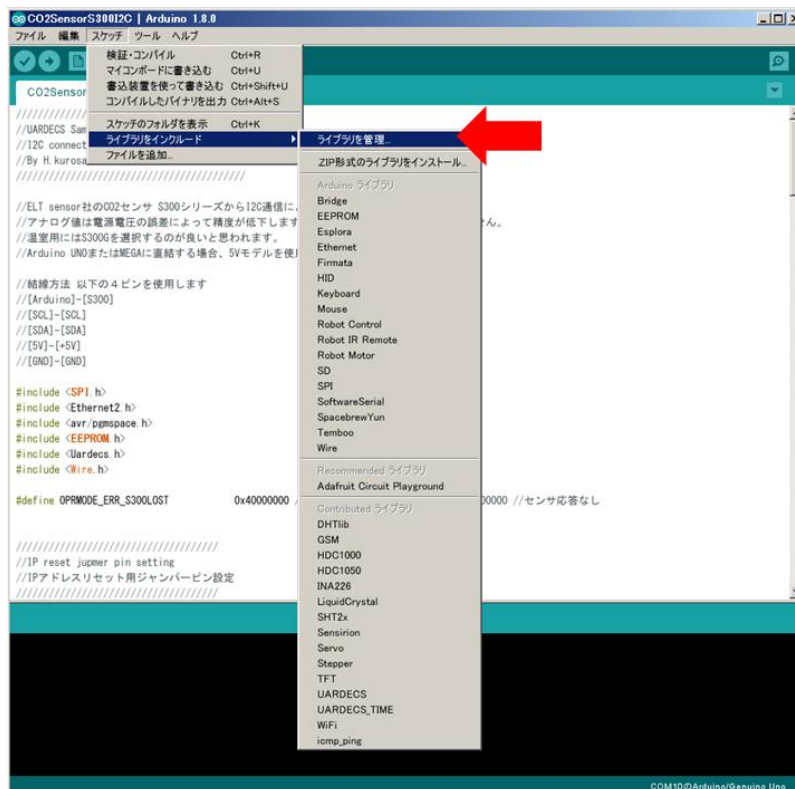 CO2SensorS300I2C | Arduino 1.8.0
ファイル 編集 スケッチ ツール ヘルプ
検証・コンパイル Ctrl+R
マイコンボードに書き込む Ctrl+U
書込装置を使って書き込む Ctrl+Shift+U
コンパイルしたバイナリを出力 Ctrl+Alt+S
スケッチのフォルダを表示 Ctrl+K
ライブラリをインクルード
ファイルを追加...
ライブラリを管理...
.ZIP形式のライブラリをインストール...
Arduino ライブラリ
Bridge
EEPROM
Esplora
Ethernet
Firmata
HID
Keyboard
Mouse
Robot Control
Robot IR Remote
Robot Motor
SD
SPI
SoftwareSerial
SpacebrewYun
Temboo
Wire
Recommended ライブラリ
Adafruit Circuit Playground
Contributed ライブラリ
DHTlib
GSM
HDC1000
HDC1050
INA226
LiquidCrystal
SHT2x
Sensirion
Servo
Stepper
TFT
UARDECS
UARDECS_TIME
WiFi
icmp_ping
CO2Sensor
/////////////
//UARDECS Sam
//I2C connect
//By H.kurosa
//////////////////////////////////////////
//ELT sensor社のCO2センサ S300シリーズからI2C通信に
//アナログ値は電源電圧の誤差によって精度が低下します せん。
//温室用にはS300Gを選択するのが良いと思われます。
//Arduino UNOまたはMEGAに直結する場合、5Vモデルを使
//結線方法 以下の4ピンを使用します
//[Arduino]-[S300]
//[SCL]-[SCL]
//[SDA]-[SDA]
//[5V]-[+5V]
//[GND]-[GND]
#include <SPI.h>
#include <Ethernet2.h>
#include <avr/pgmspace.h>
#include <EEPROM.h>
#include <Uardecs.h>
#include <Wire.h>
#define OPRMODE_ERR_S300LOST 0x40000000 / 00000 //センサ応答なし
/////////////////////////////////////
//IP reset jupmer pin setting
//IPアドレスリセット用ジャンパーピン設定
/////////////////////////////////////
COM10のArduino/Genuino Uno